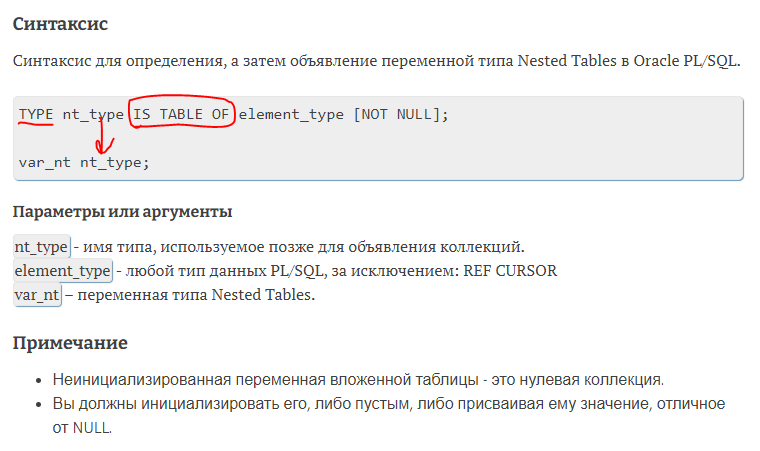 Синтаксис
Синтаксис для определения, а затем объявление переменной типа Nested Tables в Oracle PL/SQL.
TYPE nt_type IS TABLE OF element_type [NOT NULL];
var_nt nt_type;
Параметры или аргументы
nt_type - имя типа, используемое позже для объявления коллекций.
element_type - любой тип данных PL/SQL, за исключением: REF CURSOR
var_nt – переменная типа Nested Tables.
Примечание
• Неинициализированная переменная вложенной таблицы - это нулевая коллекция.
• Вы должны инициализировать его, либо пустым, либо присваивая ему значение, отличное
от NULL.